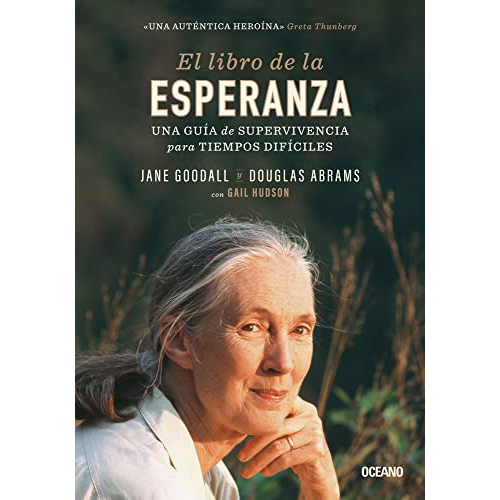 «UNA AUTÉNTICA HEROÍNA» Greta Thunberg
El libro de la
ESPERANZA
UNA GUÍA de SUPERVIVENCIA
para TIEMPOS DIFÍCILES
JANE GOODALL y DOUGLAS ABRAMS
con GAIL HUDSON
OCEANO